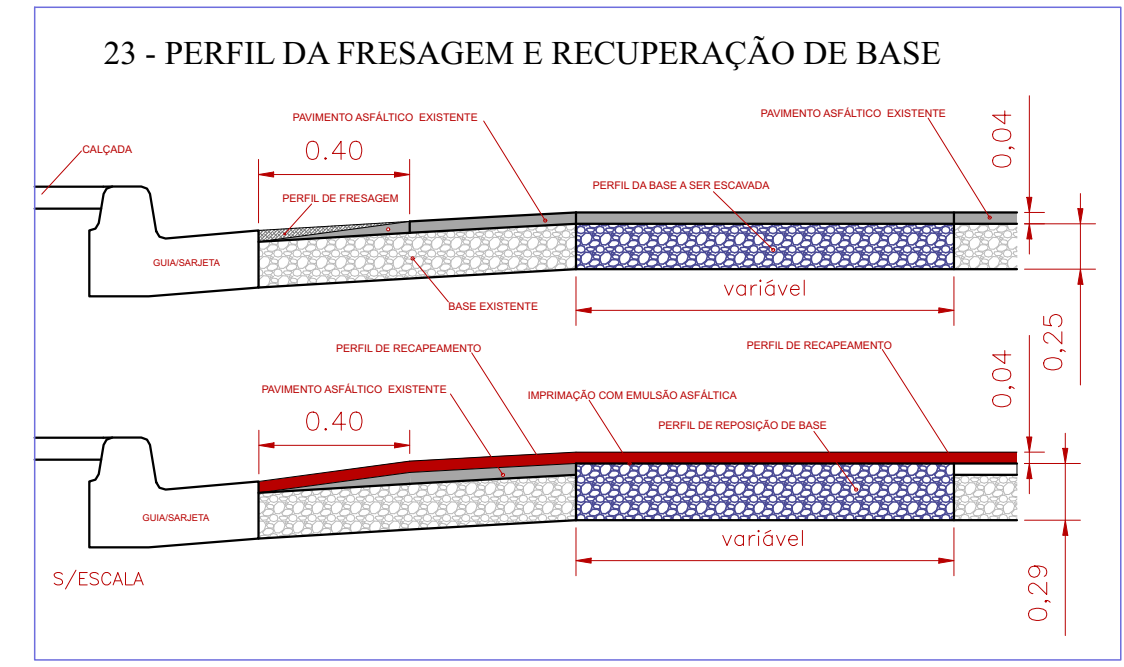 23 - PERFIL DA FRESAGEM E RECUPERAÇÃO DE BASE
PAVIMENTO ASFÁLTICO EXISTENTE
PAVIMENTO ASFÁLTICO EXISTENTE
CALÇADA
0.40
0,04
PERFIL DE FRESAGEM
PERFIL DA BASE A SER ESCAVADA
GUIA/SARJETA
variável
BASE EXISTENTE
0,25
PERFIL DE RECAPEAMENTO
PERFIL DE RECAPEAMENTO
0,04
PAVIMENTO ASFÁLTICO EXISTENTE
IMPRIMAÇÃO COM EMULSÃO ASFÁLTICA
0.40
PERFIL DE REPOSIÇÃO DE BASE
GUIA/SARJETA
variável
S/ESCALA
0,29